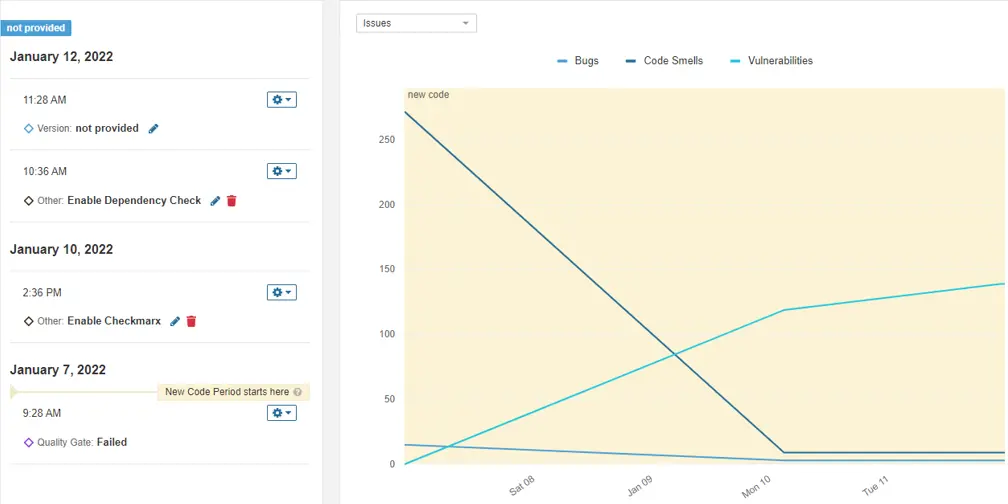 not provided
January 12, 2022
11:28 AM
Version: not provided
10:36 AM
Other: Enable Dependency Check
January 10, 2022
2:36 PM
Other: Enable Checkmarx
January 7, 2022
New Code Period starts here ?
9:28 AM
Quality Gate: Failed
Issues
Bugs Code Smells Vulnerabilities
new code
250
200
150
100
50
0
Sat 08 Jan 09 Mon 10 Tue 11